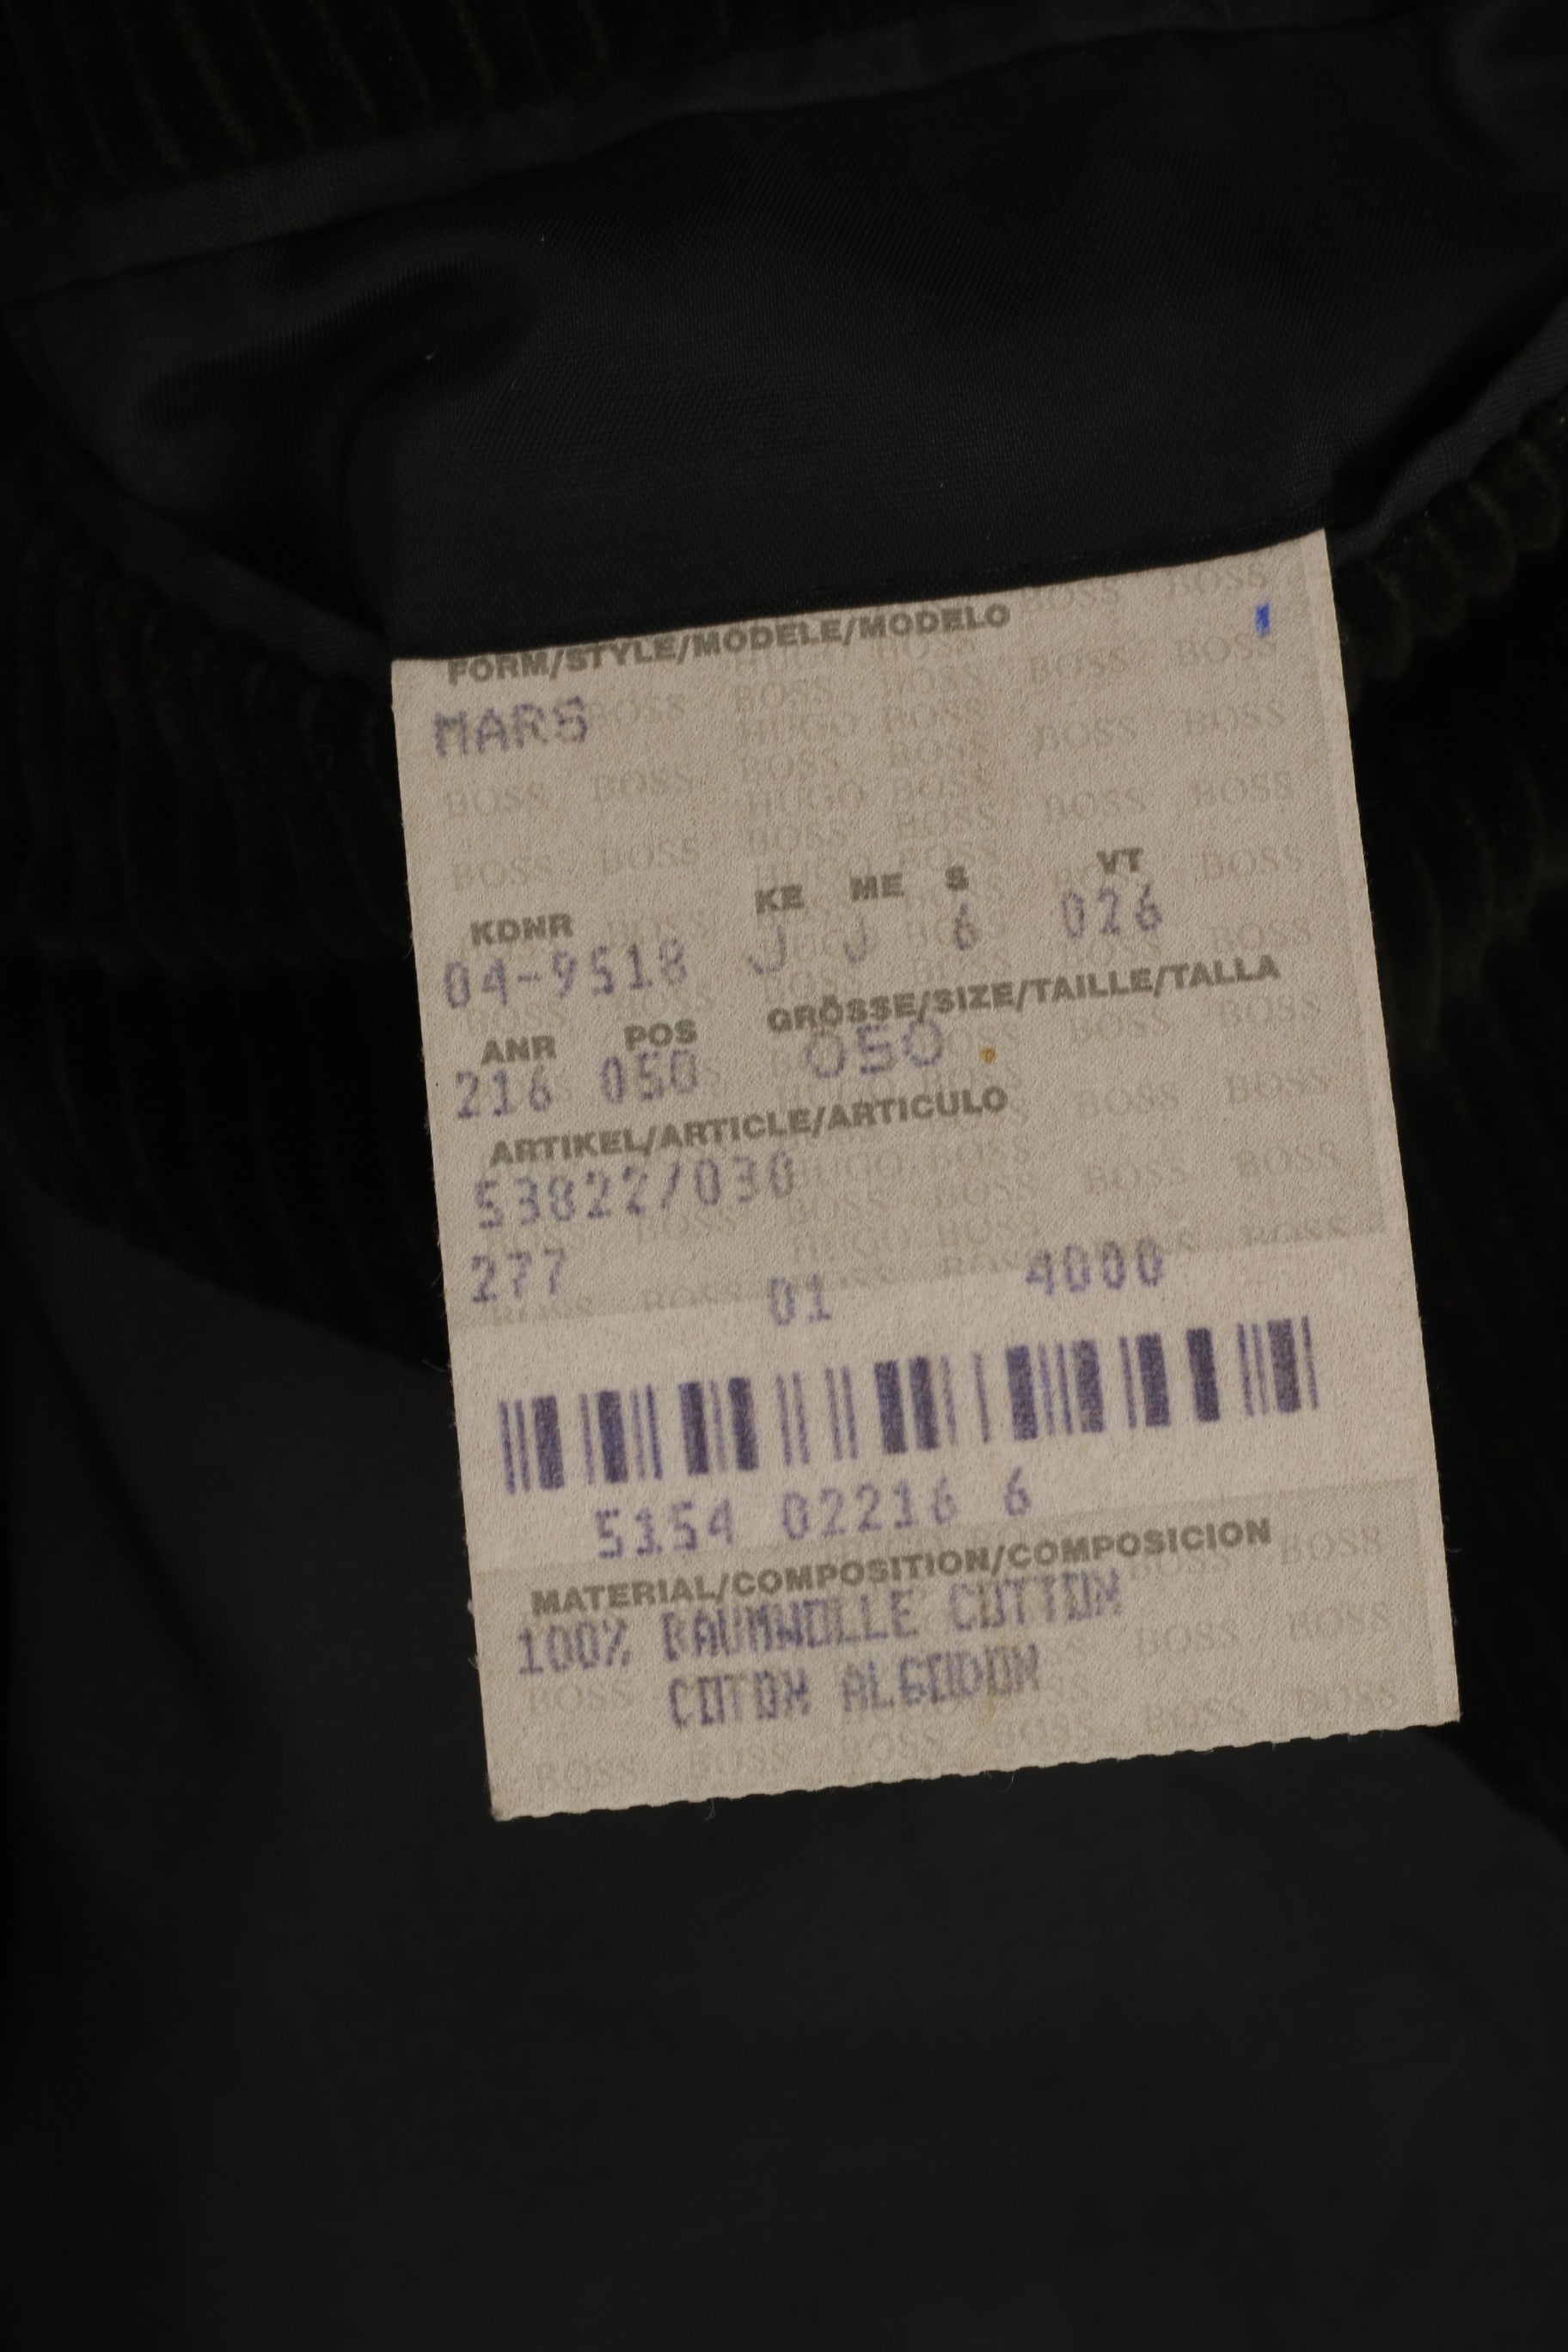 FORM/STYLE/MODELE/MODELO
MARS
KDNR KE ME S VT
04-9518 J J 6 026
ANR POS GRÖSSE/SIZE/TAILLE/TALLA
216 050 050
ARTIKEL/ARTICLE/ARTICULO
53822/030
277 01 4000
5154 02216 6
MATERIAL/COMPOSITION/COMPOSICION
100% BAUMWOLLE COTTON
COTON ALGODON